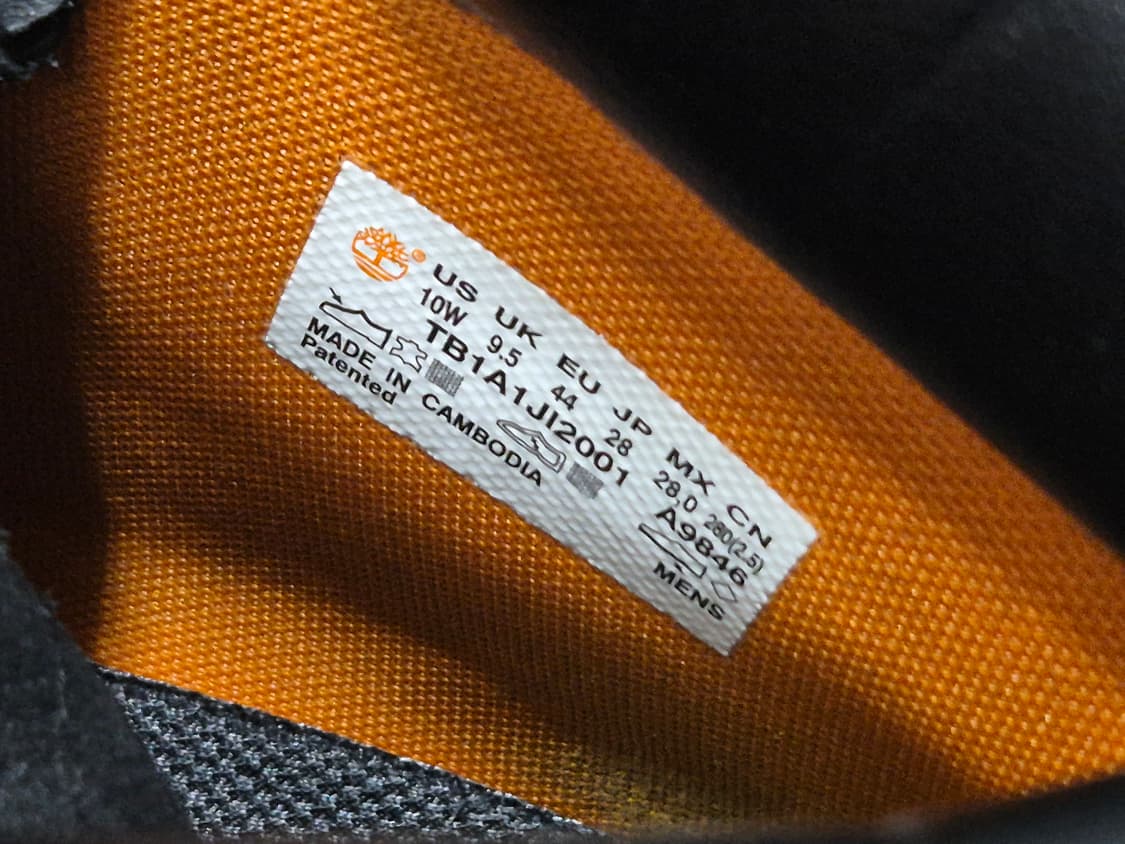 US UK EU JP MX CN
10W 9.5 44 28 28,0 280(2.5)
TB1A1JI2001 A9846
MADE IN CAMBODIA MENS
Patented